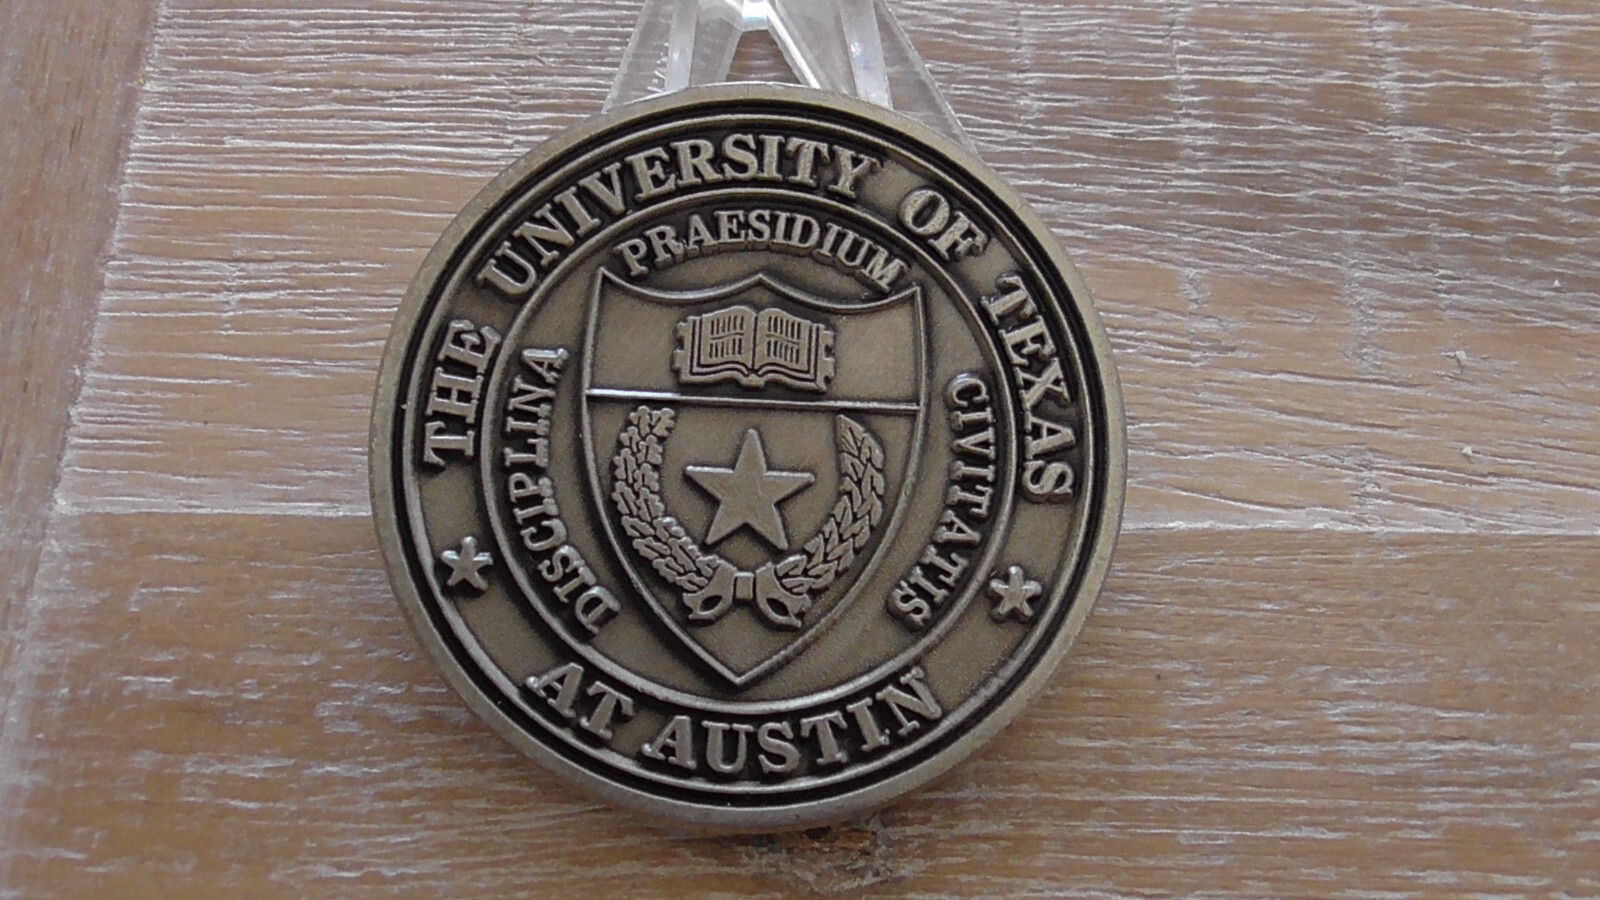 THE UNIVERSITY OF TEXAS
AT AUSTIN
DISCIPLINA PRAESIDIUM CIVITATIS